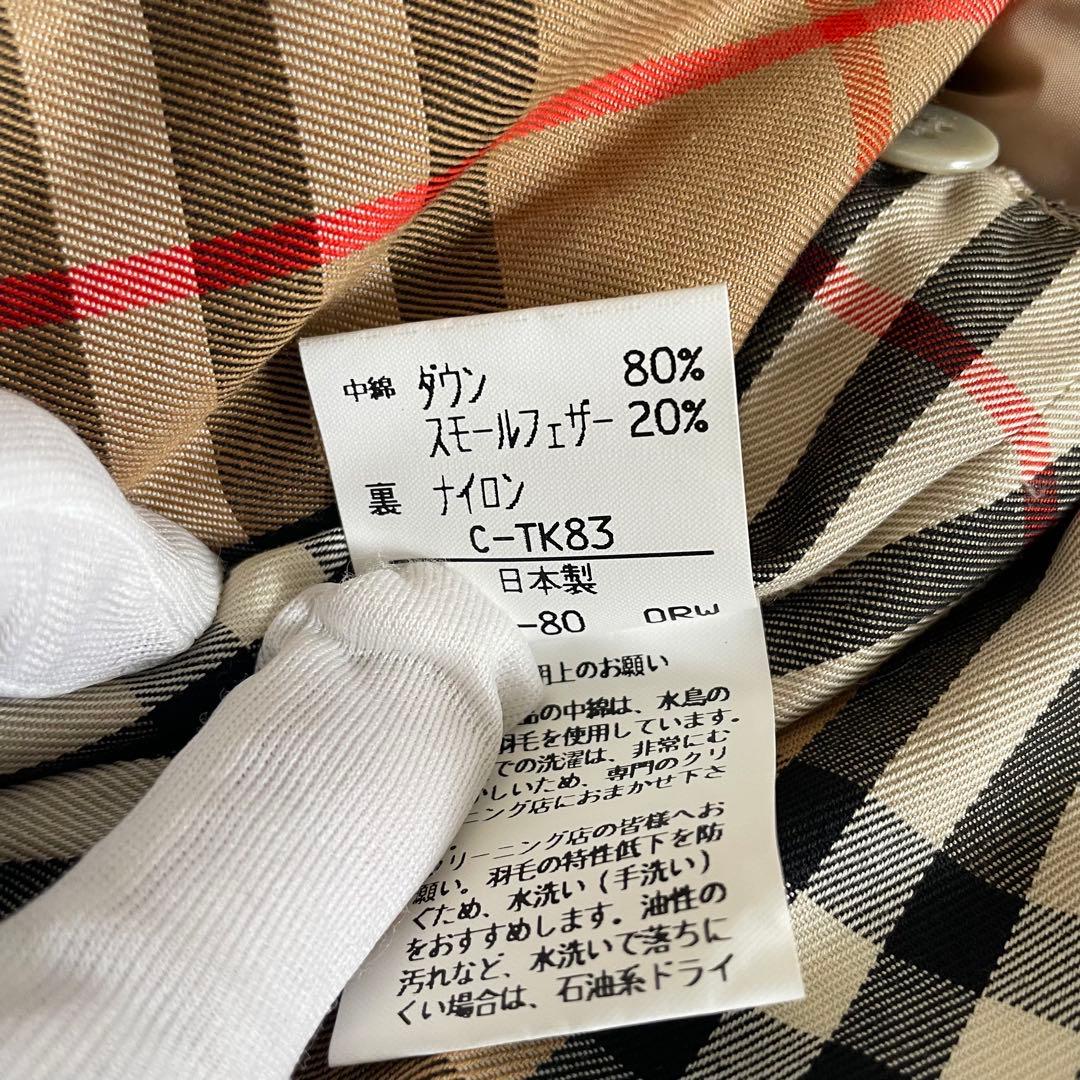 中綿 ダウン 80%
スモールフェザー 20%
裏 ナイロン
C-TK83
日本製
-80 ORW
用上のお願い
品の中綿は、水鳥の
羽毛を使用しています。
での洗濯は、非常にむ
かしいため、専門のクリ
ニング店におまかせ下さ
リーニング店の皆様へお
願い。羽毛の特性低下を防
ぐため、水洗い(手洗い)
をおすすめします。油性の
汚れなど、水洗いで落ちに
くい場合は、石油系ドライ